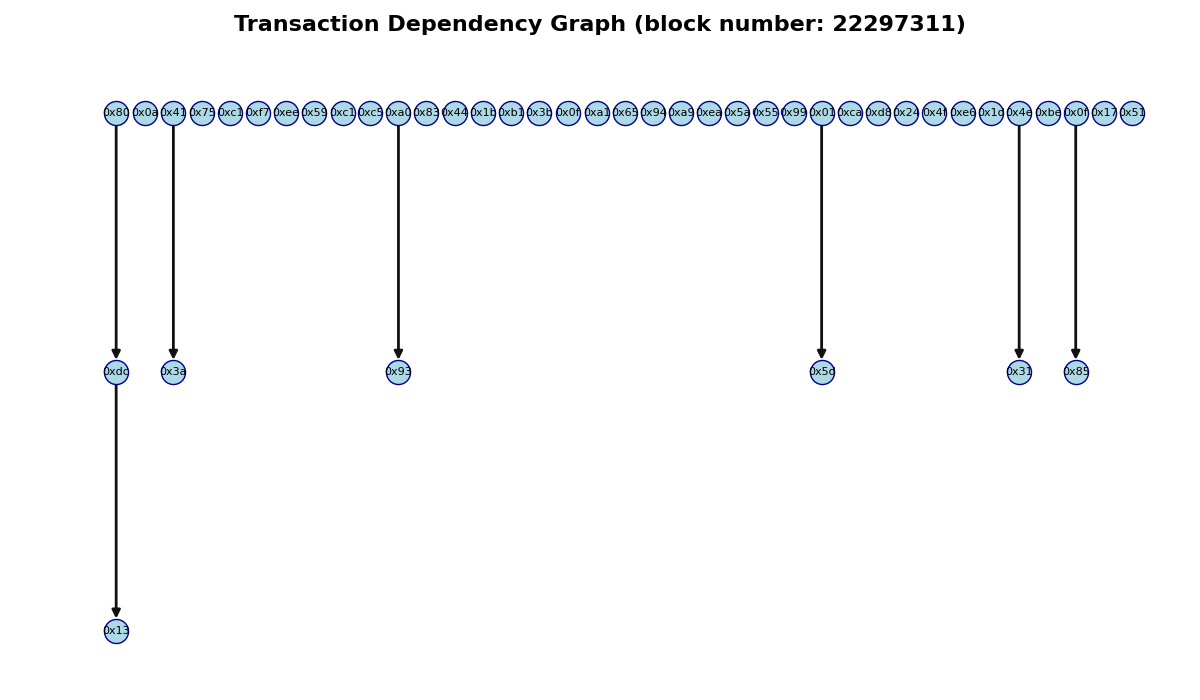 Transaction Dependency Graph (block number: 22297311)
0x80 0x0a 0x41 0x75 0xc1 0xf7 0xee 0x59 0xc1 0xc5 0xa0 0x83 0x44 0x1b 0xb1 0x3b 0x0f 0xa1 0x65 0x94 0xa9 0xea 0x5a 0x55 0x99 0x01 0xca 0xd8 0x24 0x4f 0xe6 0x1d 0x4e 0xbe 0x0f 0x17 0x51
0xdc 0x3a 0x93 0x5d 0x31 0x85
0x13